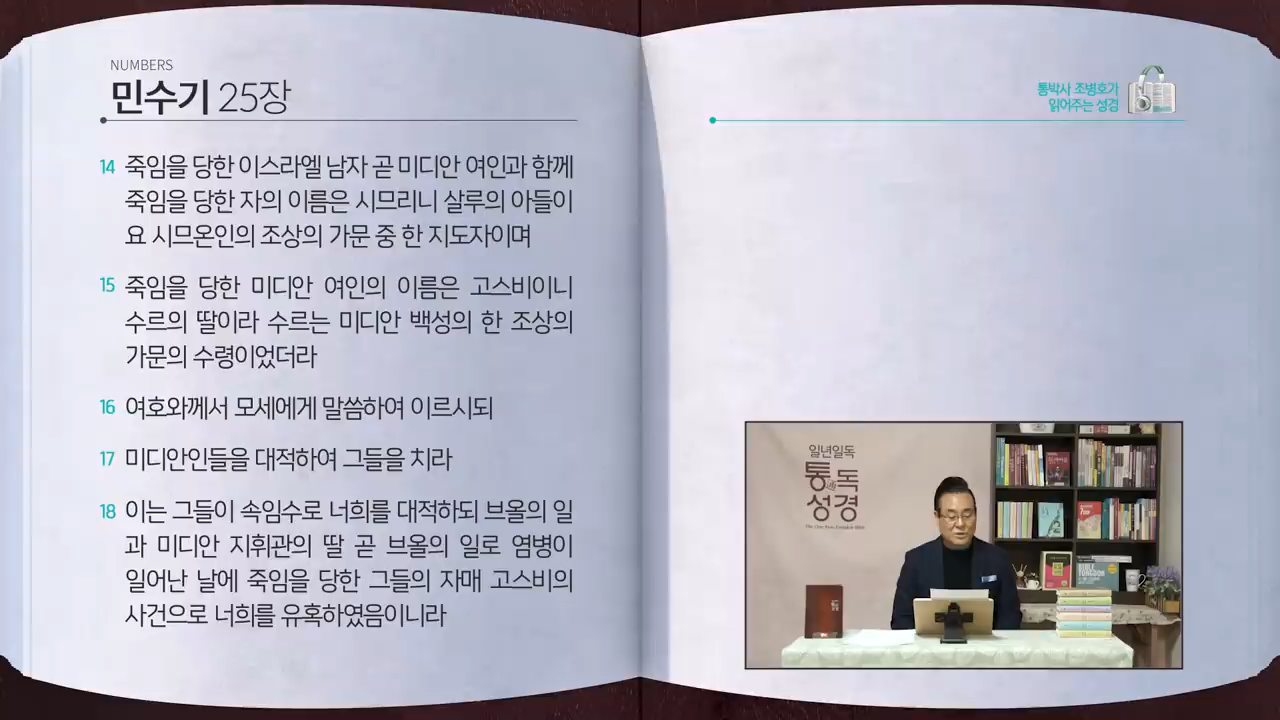 NUMBERS
민수기 25장
14 죽임을 당한 이스라엘 남자 곧 미디안 여인과 함께
죽임을 당한 자의 이름은 시므리니 살루의 아들이
요 시므온인의 조상의 가문 중 한 지도자이며
15 죽임을 당한 미디안 여인의 이름은 고스비이니
수르의 딸이라 수르는 미디안 백성의 한 조상의
가문의 수령이었더라
16 여호와께서 모세에게 말씀하여 이르시되
17 미디안인들을 대적하여 그들을 치라
18 이는 그들이 속임수로 너희를 대적하되 브올의 일
과 미디안 지휘관의 딸 곧 브올의 일로 염병이
일어난 날에 죽임을 당한 그들의 자매 고스비의
사건으로 너희를 유혹하였음이니라
통박사 조병호가
읽어주는 성경
일년일독
통독
성경